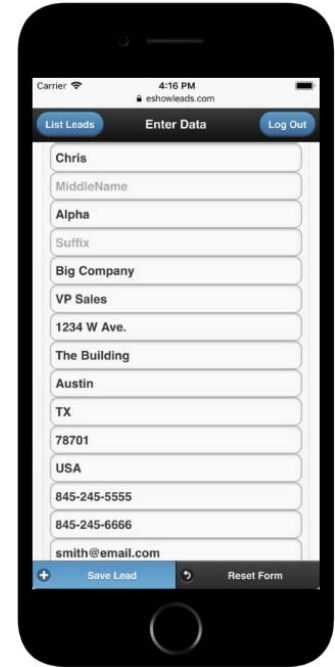 Carrier 4:16 PM
eshowleads.com
List Leads Enter Data Log Out
Chris
MiddleName
Alpha
Suffix
Big Company
VP Sales
1234 W Ave.
The Building
Austin
TX
78701
USA
845-245-5555
845-245-6666
smith@email.com
Save Lead Reset Form